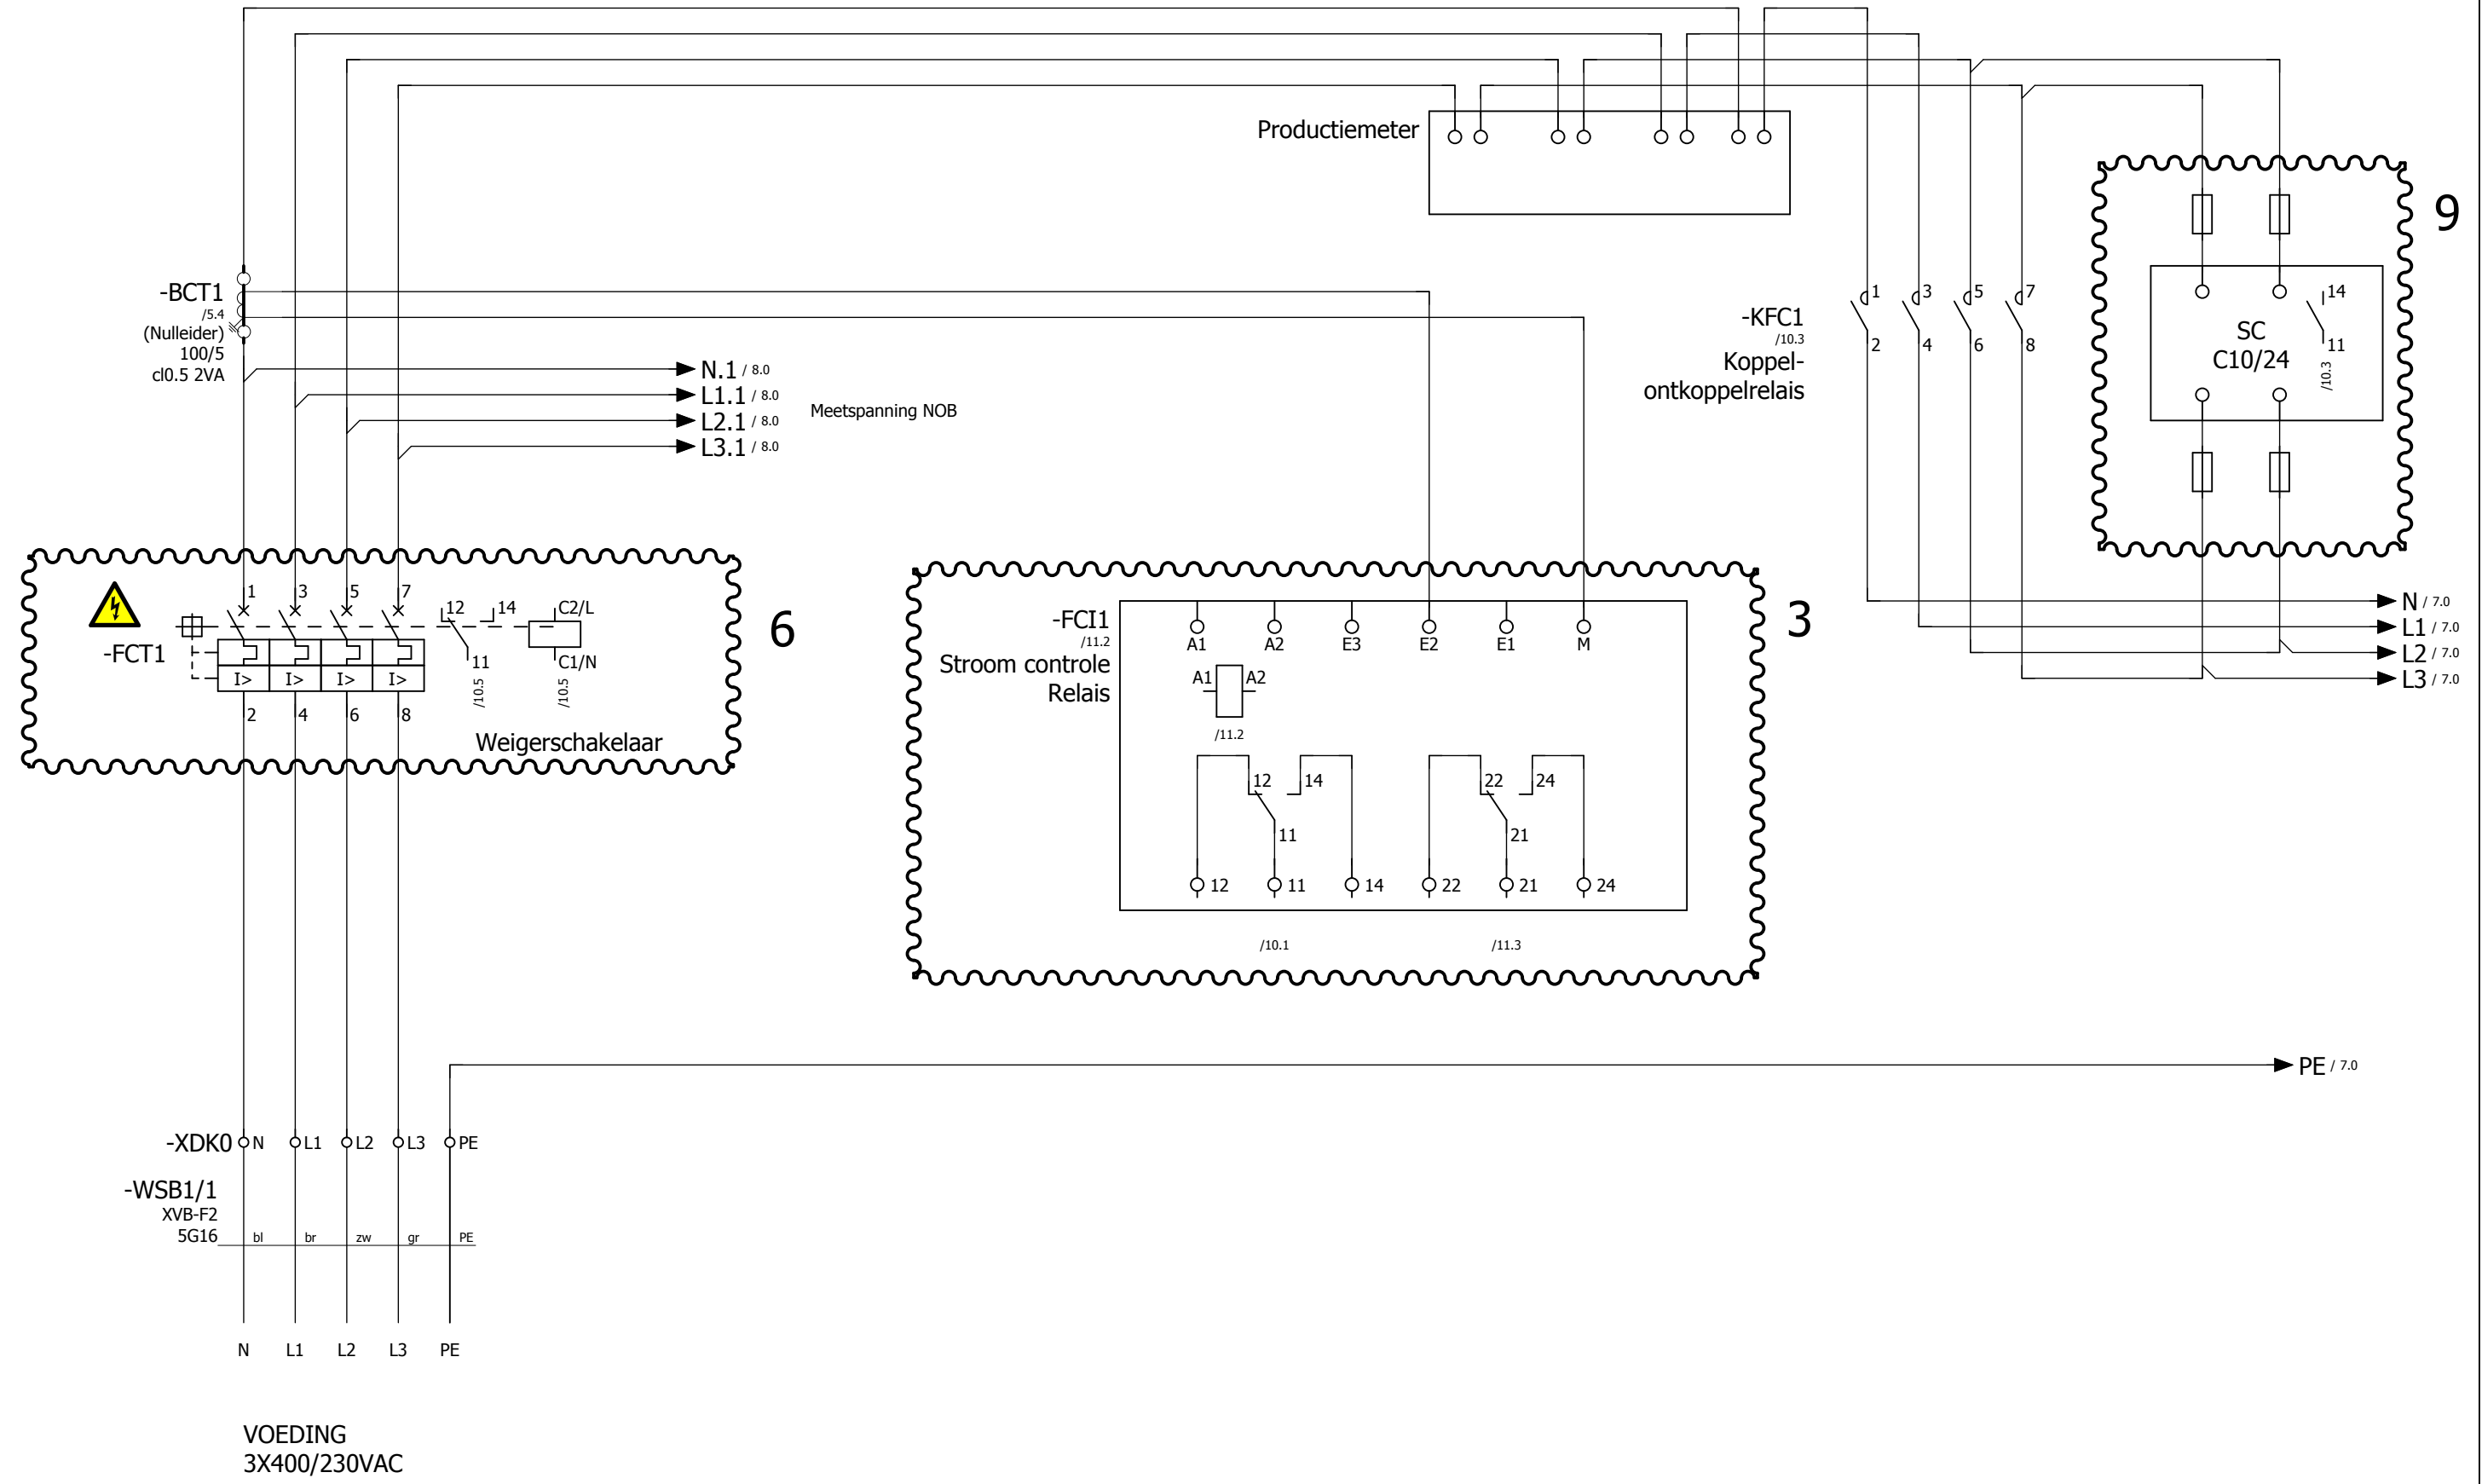 Productiemeter
9
-BCT1
/5.4
(Nulleider)
100/5
cl0.5 2VA
N.1 / 8.0
L1.1 / 8.0
L2.1 / 8.0
L3.1 / 8.0
Meetspanning NOB
-KFC1
/10.3
Koppel-
ontkoppelrelais
1 3 5 7
2 4 6 8
14
SC
C10/24
11
/10.3
N / 7.0
L1 / 7.0
L2 / 7.0
L3 / 7.0
-FCT1
1 3 5 7
12 14 C2/L
11 C1/N
I> I> I> I>
/10.5 /10.5
2 4 6 8
Weigerschakelaar
6
-FCI1
/11.2
Stroom controle
Relais
A1 A2 E3 E2 E1 M
A1 A2
/11.2
12 14 22 24
11 21
12 11 14 22 21 24
/10.1 /11.3
3
PE / 7.0
-XDK0 N L1 L2 L3 PE
-WSB1/1
XVB-F2
5G16 bl br zw gr PE
N L1 L2 L3 PE
VOEDING
3X400/230VAC